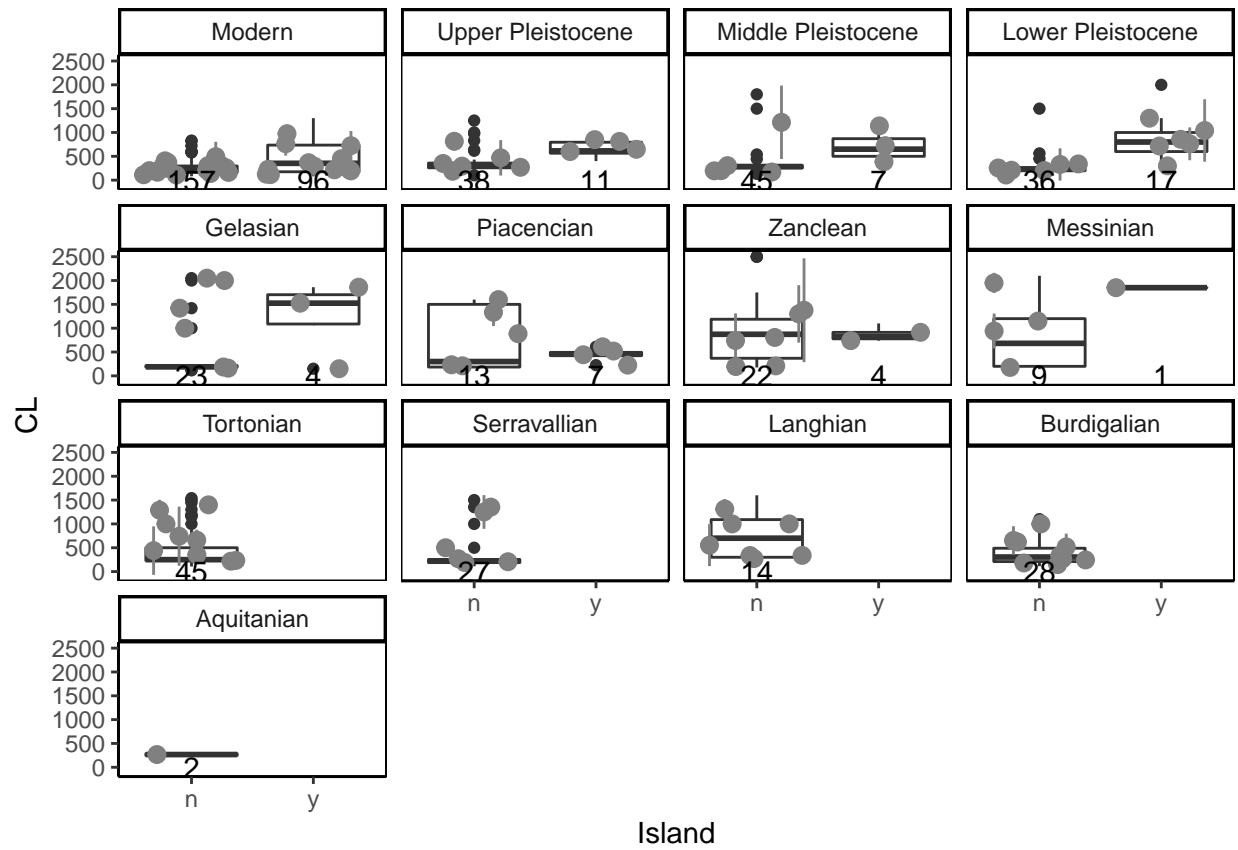 Modern Upper Pleistocene Middle Pleistocene Lower Pleistocene
2500
2000
1500
1000
500
0
157 96 38 11 45 7 36 17
Gelasian Piacencian Zanclean Messinian
2500
2000
1500
1000
500
0
23 4 13 7 22 4 9 1
CL
Tortonian Serravallian Langhian Burdigalian
2500
2000
1500
1000
500
0
45 27 14 28
n y n y n y
Aquitanian
2500
2000
1500
1000
500
0
2
n y
Island